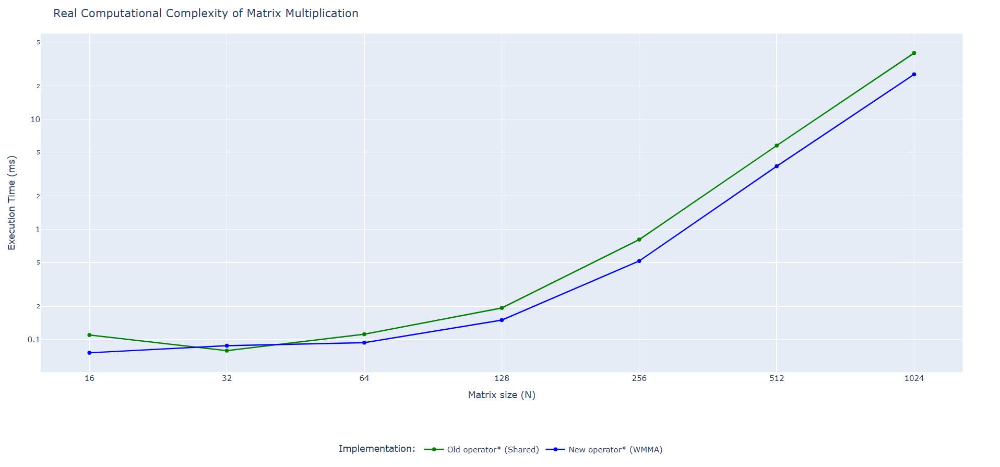 Real Computational Complexity of Matrix Multiplication
5
2
10
5
2
1
5
2
0.1
Execution Time (ms)
16 32 64 128 256 512 1024
Matrix size (N)
Implementation: Old operator* (Shared) New operator* (WMMA)